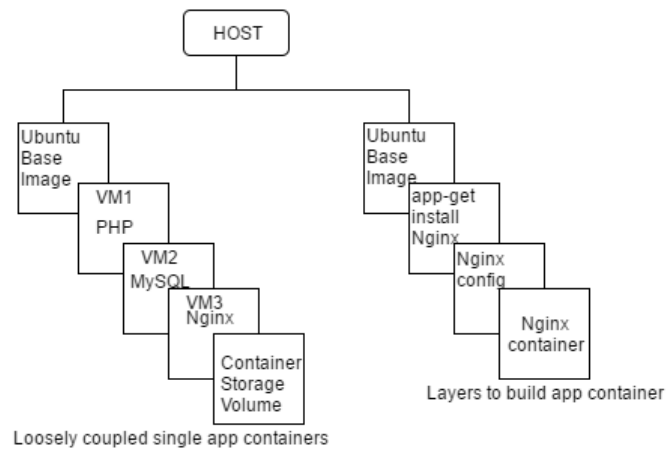 HOST
Ubuntu
Base
Image
VM1
PHP
VM2
MySQL
VM3
Nginx
Container
Storage
Volume
Loosely coupled single app containers
Ubuntu
Base
Image
app-get
install
Nginx
Nginx
config
Nginx
container
Layers to build app container